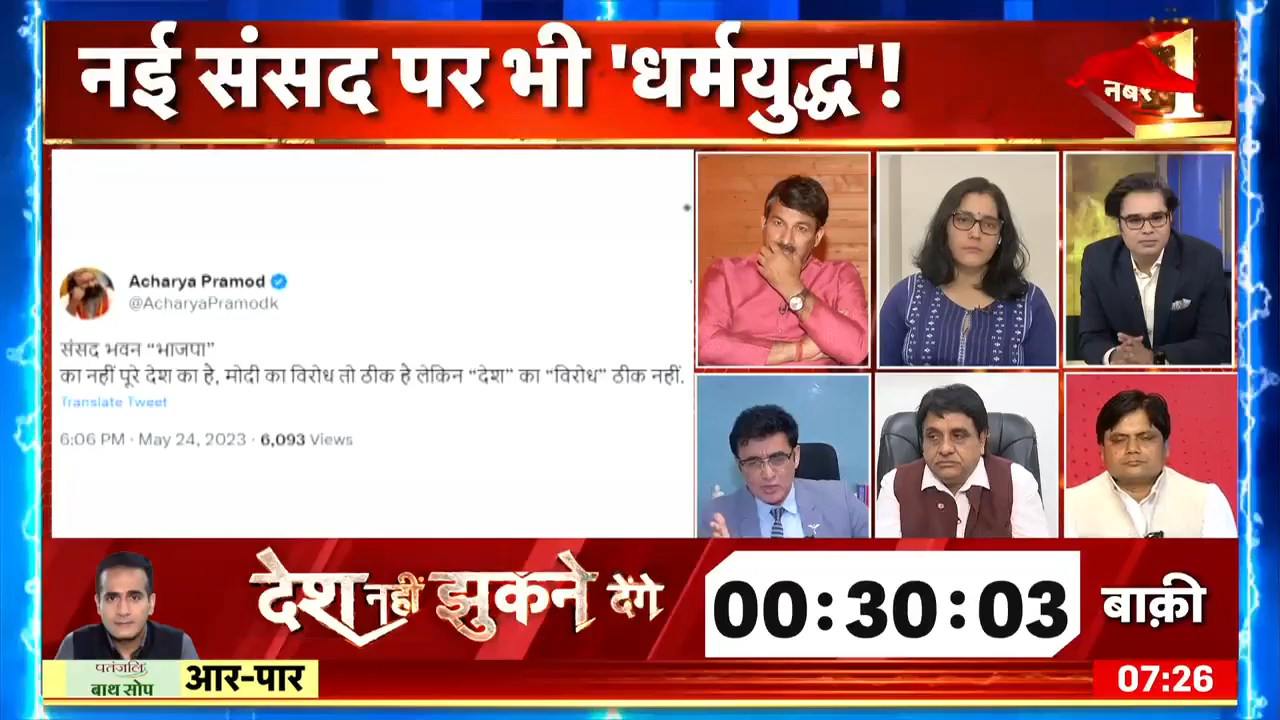 नई संसद पर भी 'धर्मयुद्ध'!
नबर 1
Acharya Pramod
@AcharyaPramodk
संसद भवन “भाजपा”
का नहीं पूरे देश का है, मोदी का विरोध तो ठीक है लेकिन “देश” का “विरोध” ठीक नहीं.
Translate Tweet
6:06 PM · May 24, 2023 · 6,093 Views
देश नहीं झुकने देंगे
00:30:03
बाक़ी
पतंजलि
बाथ सोप
आर-पार
07:26